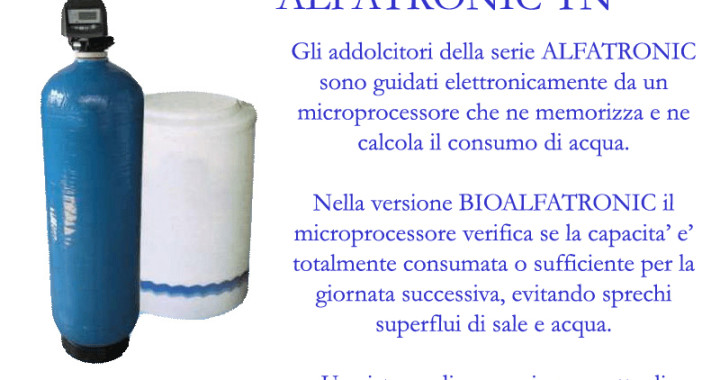 ALFATRONIC TN
Gli addolcitori della serie ALFATRONIC
sono guidati elettronicamente da un
microprocessore che ne memorizza e ne
calcola il consumo di acqua.
Nella versione BIOALFATRONIC il
microprocessore verifica se la capacita’ e’
totalmente consumata o sufficiente per la
giornata successiva, evitando sprechi
superflui di sale e acqua.